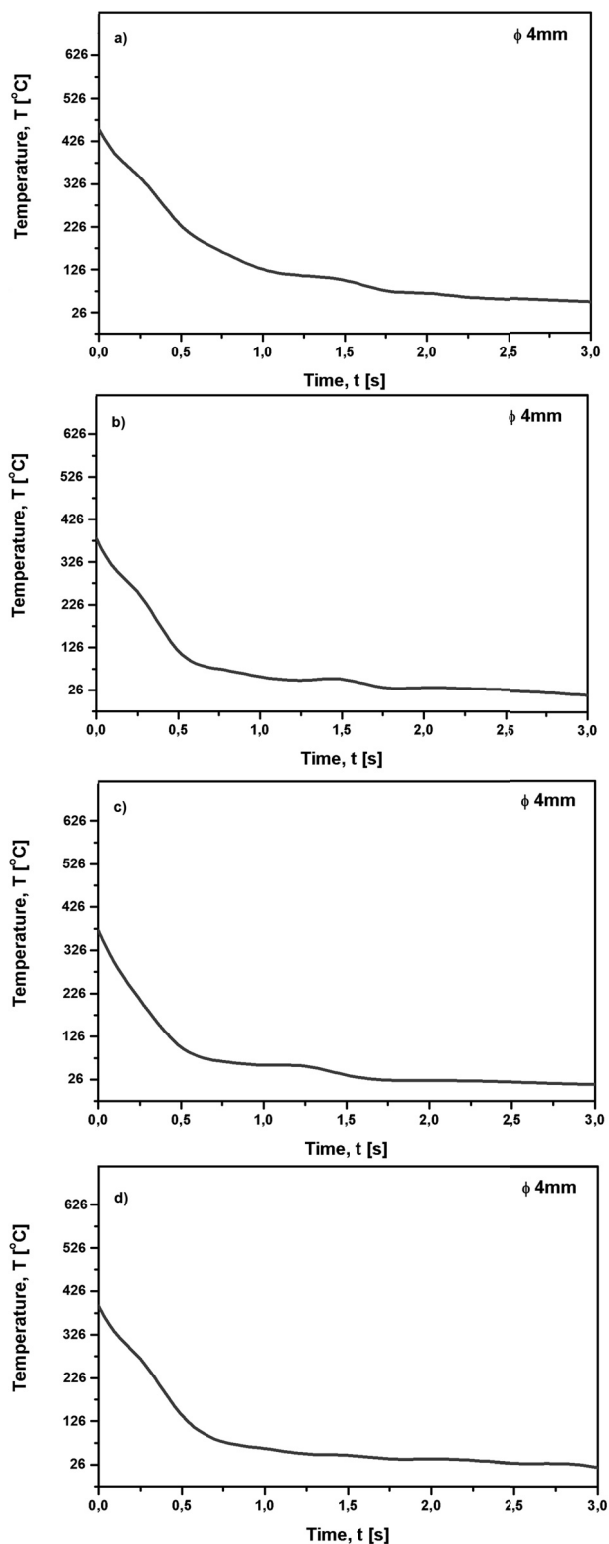 a)
ϕ 4mm
626
526
426
326
226
126
26
Temperature, T [°C]
0,0 0,5 1,0 1,5 2,0 2,5 3,0
Time, t [s]
b)
ϕ 4mm
626
526
426
326
226
126
26
Temperature, T [°C]
0,0 0,5 1,0 1,5 2,0 2,5 3,0
Time, t [s]
c)
ϕ 4mm
626
526
426
326
226
126
26
Temperature, T [°C]
0,0 0,5 1,0 1,5 2,0 2,5 3,0
Time, t [s]
d)
ϕ 4mm
626
526
426
326
226
126
26
Temperature, T [°C]
0,0 0,5 1,0 1,5 2,0 2,5 3,0
Time, t [s]